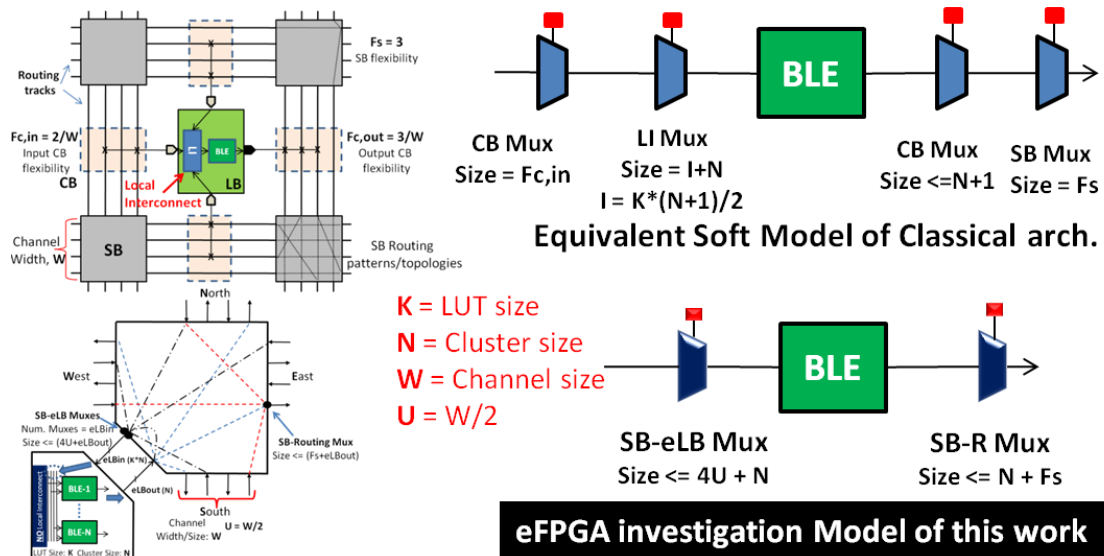 Fs = 3
SB flexibility
Routing
tracks
Fc,in = 2/W
Input CB
flexibility
CB
LI
BLE
LB
Local
Interconnect
Fc,out = 3/W
Output CB
flexibility
Channel
Width, W
SB
SB Routing
patterns/topologies
BLE
CB Mux
Size = Fc,in
LI Mux
Size = I+N
I = K*(N+1)/2
CB Mux
Size <=N+1
SB Mux
Size = Fs
Equivalent Soft Model of Classical arch.
North
West
East
SB-eLB Muxes
Num. Muxes = eLBin
Size <= (4U+eLBout)
SB-Routing Mux
Size <= (Fs+eLBout)
eLBin (K*N)
eLBout (N)
NO Local Interconnect
BLE-1
BLE-N
LUT Size: K Cluster Size: N
South
Channel
Width/Size: W
U = W/2
K = LUT size
N = Cluster size
W = Channel size
U = W/2
BLE
SB-eLB Mux
Size <= 4U + N
SB-R Mux
Size <= N + Fs
eFPGA investigation Model of this work